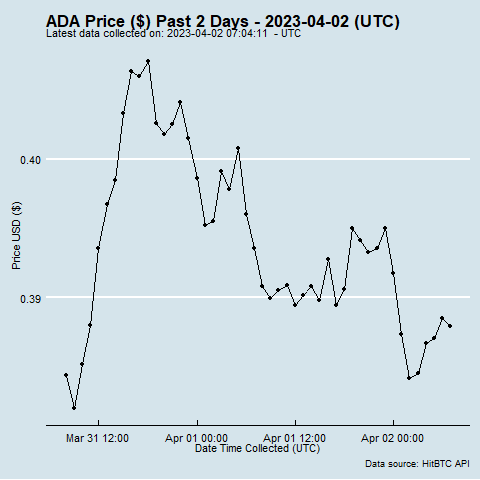 ADA Price ($) Past 2 Days - 2023-04-02 (UTC)
Latest data collected on: 2023-04-02 07:04:11 - UTC
0.40
0.39
Price USD ($)
Mar 31 12:00
Apr 01 00:00
Apr 01 12:00
Apr 02 00:00
Date Time Collected (UTC)
Data source: HitBTC API